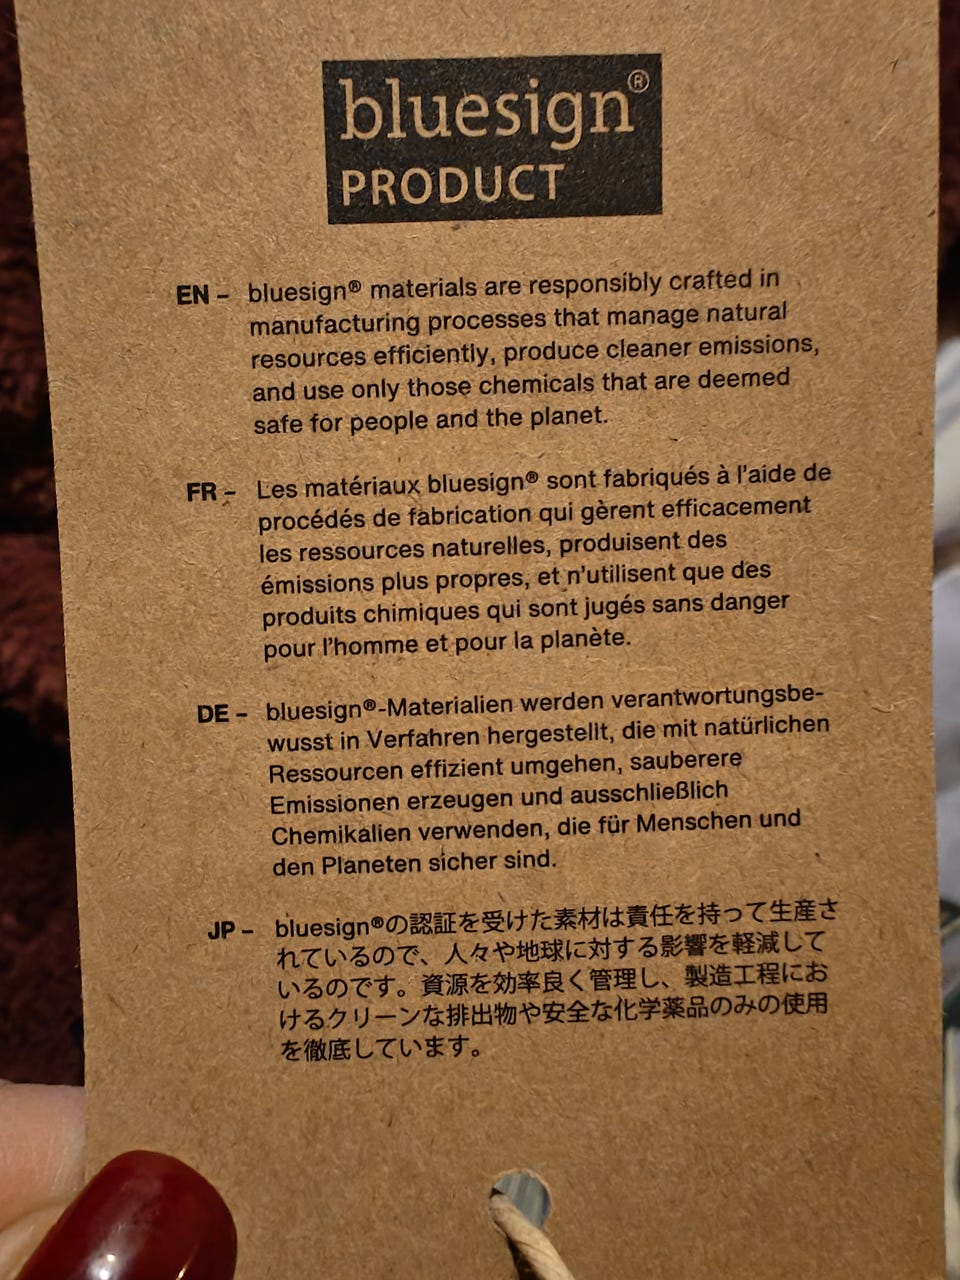 bluesign®
PRODUCT
EN – bluesign® materials are responsibly crafted in
manufacturing processes that manage natural
resources efficiently, produce cleaner emissions,
and use only those chemicals that are deemed
safe for people and the planet.
FR – Les matériaux bluesign® sont fabriqués à l'aide de
procédés de fabrication qui gèrent efficacement
les ressources naturelles, produisent des
émissions plus propres, et n'utilisent que des
produits chimiques qui sont jugés sans danger
pour l'homme et pour la planète.
DE – bluesign®-Materialien werden verantwortungsbe-
wusst in Verfahren hergestellt, die mit natürlichen
Ressourcen effizient umgehen, sauberere
Emissionen erzeugen und ausschließlich
Chemikalien verwenden, die für Menschen und
den Planeten sicher sind.
JP – bluesign®の認証を受けた素材は責任を持って生産さ
れているので、人々や地球に対する影響を軽減して
いるのです。資源を効率良く管理し、製造工程にお
けるクリーンな排出物や安全な化学薬品のみの使用
を徹底しています。